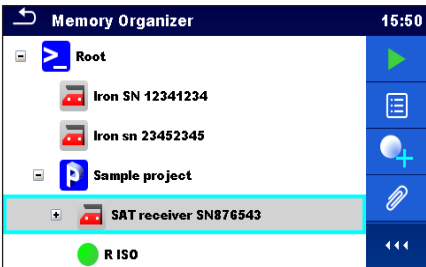 Memory Organizer 15:50
Root
Iron SN 12341234
Iron sn 23452345
Sample project
SAT receiver SN876543
R ISO